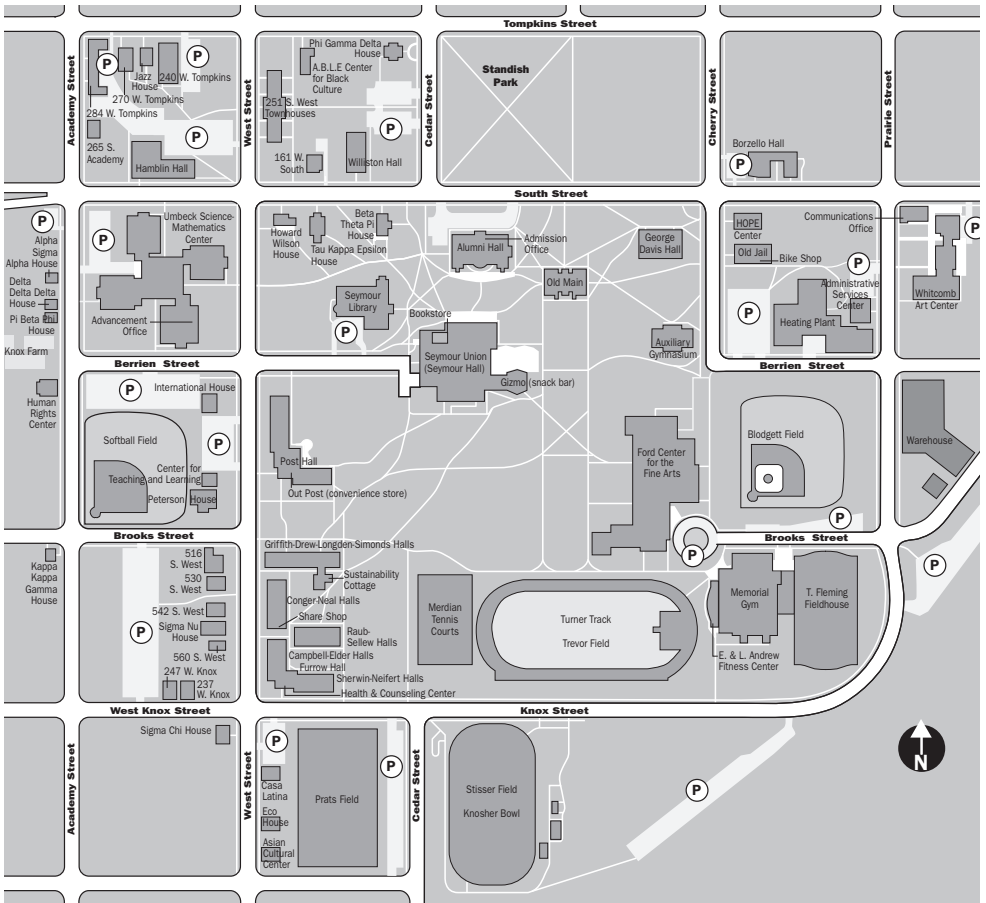 Tompkins Street
Academy Street
West Street
Cedar Street
Cherry Street
Prairie Street
P
P
Jazz
House
240 W. Tompkins
270 W. Tompkins
284 W. Tompkins
P
265 S.
Academy
Hamblin Hall
Phi Gamma Delta
House
A.B.L.E Center
for Black
Culture
251 S. West
Townhouses
P
161 W.
South
Williston Hall
Standish
Park
Borzello Hall
P
South Street
P
Alpha
Sigma
Alpha House
Delta
Delta Delta
House
Pi Beta Phi
House
Knox Farm
Human
Rights
Center
P
Umbeck Science-
Mathematics
Center
Advancement
Office
Howard
Wilson
House
Tau Kappa Epsilon
House
Beta
Theta Pi
House
Alumni Hall
Admission
Office
Old Main
George
Davis Hall
Seymour
Library
P
Bookstore
Seymour Union
(Seymour Hall)
Gizmo (snack bar)
Auxiliary
Gymnasium
HOPE
Center
Old Jail
Bike Shop
Communications
Office
P
Administrative
Services
Center
P
Heating Plant
P
Whitcomb
Art Center
Berrien Street
Berrien Street
P
International House
Softball Field
P
Center for
Teaching and Learning
Peterson House
Post Hall
Out Post (convenience store)
Ford Center
for the
Fine Arts
Blodgett Field
P
Warehouse
Brooks Street
Brooks Street
P
P
Kappa
Kappa
Gamma
House
P
516
S. West
530
S. West
542 S. West
Sigma Nu
House
560 S. West
247 W. Knox
237
W. Knox
Griffith-Drew-Longden-Simonds Halls
Sustainability
Cottage
Conger-Neal Halls
Share Shop
Raub-
Sellew Halls
Campbell-Elder Halls
Furrow Hall
Sherwin-Neifert Halls
Health & Counseling Center
Merdian
Tennis
Courts
Turner Track
Trevor Field
Memorial
Gym
T. Fleming
Fieldhouse
E. & L. Andrew
Fitness Center
West Knox Street
Knox Street
Academy Street
West Street
Cedar Street
Sigma Chi House
P
Casa
Latina
Eco
House
Asian
Cultural
Center
Prats Field
P
Stisser Field
Knosher Bowl
P
N